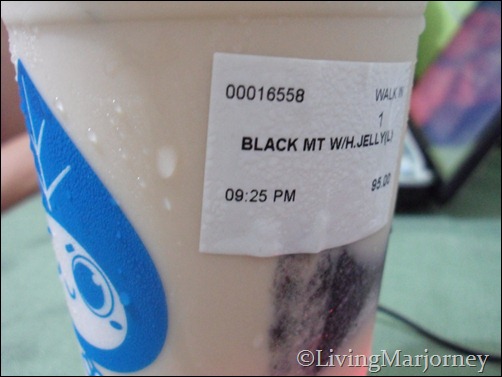 00016558 WALK IN
1
BLACK MT W/H.JELLY(L)
09:25 PM 95.00
©LivingMarjorney